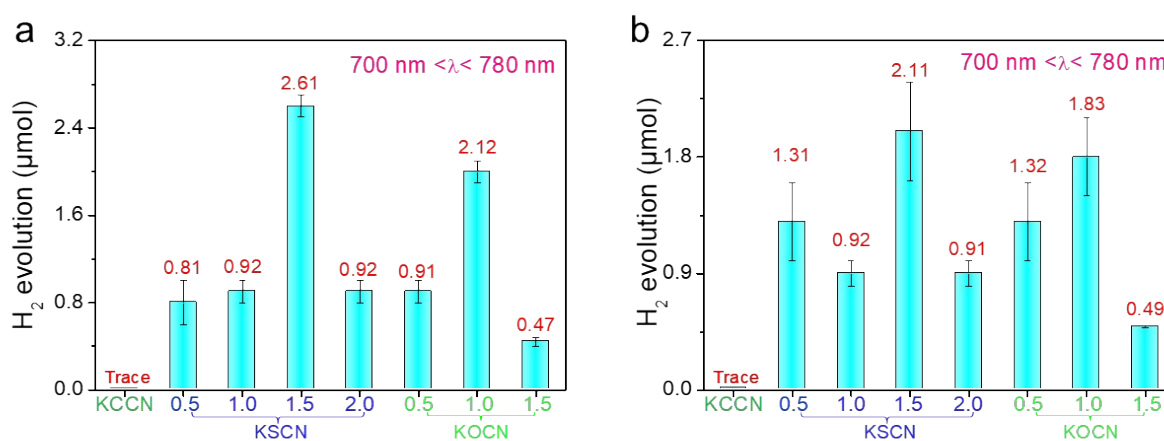 a
700 nm <λ< 780 nm
H2 evolution (μmol)
3.2
2.4
1.6
0.8
0.0
Trace
0.81
0.92
2.61
0.92
0.91
2.12
0.47
KCCN 0.5 1.0 1.5 2.0 0.5 1.0 1.5
KSCN KOCN
b
700 nm <λ< 780 nm
H2 evolution (μmol)
2.7
1.8
0.9
0.0
Trace
1.31
0.92
2.11
0.91
1.32
1.83
0.49
KCCN 0.5 1.0 1.5 2.0 0.5 1.0 1.5
KSCN KOCN